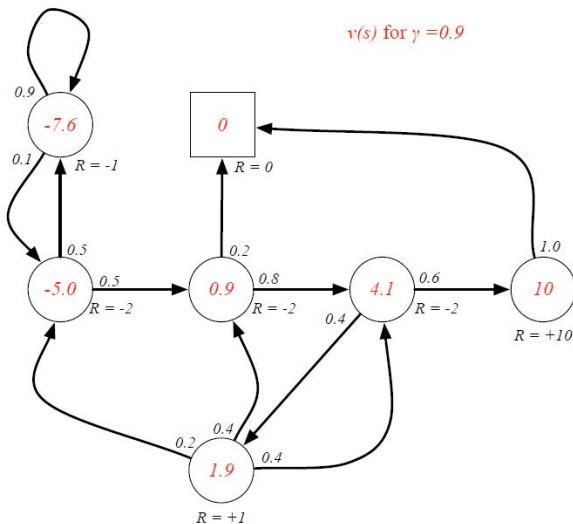 v(s) for γ =0.9
0.9
-7.6
0
0.1
R = -1
R = 0
0.5
0.2
1.0
-5.0
0.5
0.9
0.8
4.1
0.6
10
R = -2
R = -2
R = -2
0.4
R = +10
0.2
0.4
0.4
1.9
R = +1